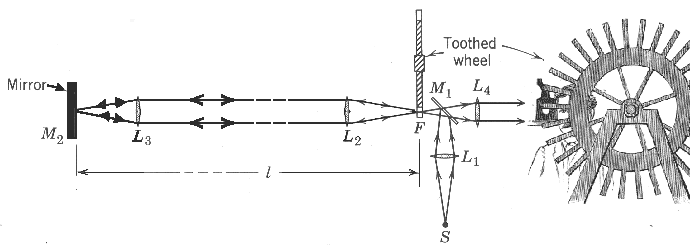 Toothed
wheel
Mirror
M₁
L₄
M₂
L₃
L₂
F
L₁
l
S